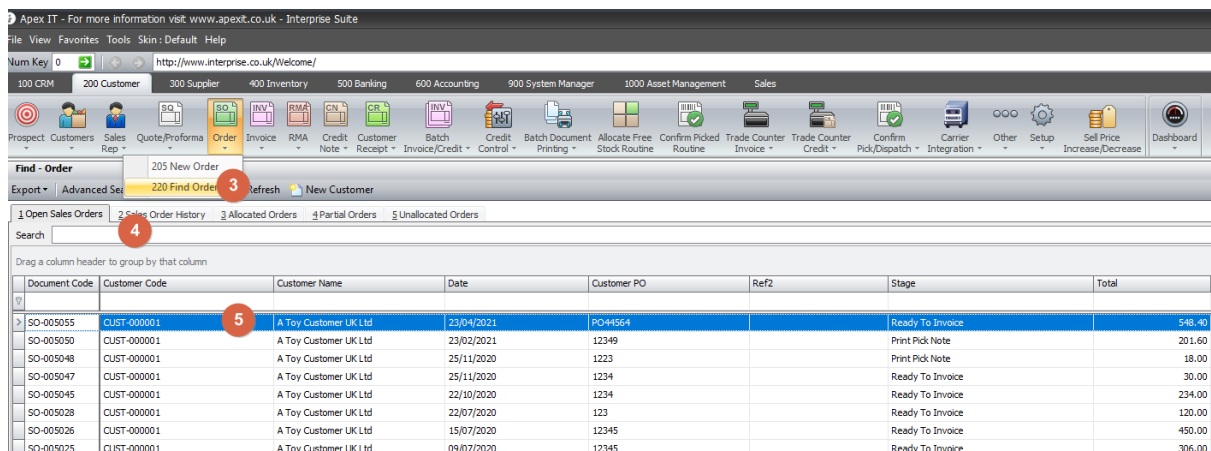 Apex IT - For more information visit www.apexit.co.uk - Interprise Suite
File View Favorites Tools Skin : Default Help
Num Key 0 http://www.interprise.co.uk/Welcome/
100 CRM 200 Customer 300 Supplier 400 Inventory 500 Banking 600 Accounting 900 System Manager 1000 Asset Management Sales
SQ SO INV RMA CN CR INV
Prospect Customers Sales Quote/Proforma Order Invoice RMA Credit Customer Batch Credit Batch Document Allocate Free Confirm Picked Trade Counter Trade Counter Confirm Carrier Other Setup Sell Price Dashboard
Rep Note Receipt Invoice/Credit Control Printing Stock Routine Routine Invoice Credit Pick/Dispatch Integration Increase/Decrease
Find - Order 205 New Order
Export Advanced Sea 220 Find Order 3 Refresh New Customer
1 Open Sales Orders 2 Sales Order History 3 Allocated Orders 4 Partial Orders 5 Unallocated Orders
Search 4
Drag a column header to group by that column
Document Code Customer Code Customer Name Date Customer PO Ref2 Stage Total
SO-005055 CUST-000001 5 A Toy Customer UK Ltd 23/04/2021 PO44564 Ready To Invoice 548.40
SO-005050 CUST-000001 A Toy Customer UK Ltd 23/02/2021 12349 Print Pick Note 201.60
SO-005048 CUST-000001 A Toy Customer UK Ltd 25/11/2020 1223 Print Pick Note 18.00
SO-005047 CUST-000001 A Toy Customer UK Ltd 25/11/2020 1234 Ready To Invoice 30.00
SO-005045 CUST-000001 A Toy Customer UK Ltd 22/10/2020 1234 Ready To Invoice 234.00
SO-005028 CUST-000001 A Toy Customer UK Ltd 22/07/2020 123 Ready To Invoice 120.00
SO-005026 CUST-000001 A Toy Customer UK Ltd 15/07/2020 12345 Ready To Invoice 450.00
SO-005025 CUST-000001 A Toy Customer UK Ltd 09/07/2020 12345 Ready To Invoice 306.00